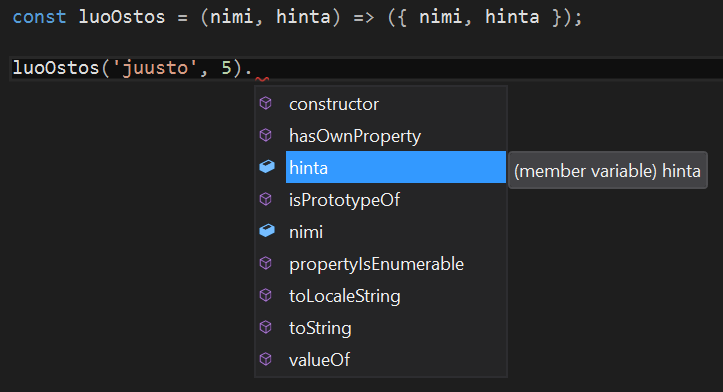 const luoOstos = (nimi, hinta) => ({ nimi, hinta });
luoOstos('juusto', 5).
constructor
hasOwnProperty
hinta
(member variable) hinta
isPrototypeOf
nimi
propertyIsEnumerable
toLocaleString
toString
valueOf